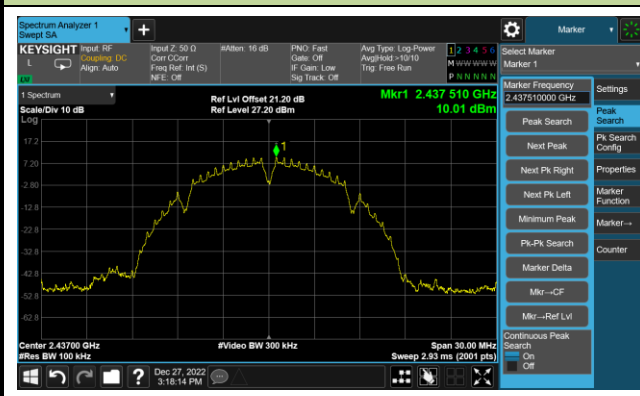 Spectrum Analyzer 1
Swept SA
+
Marker
KEYSIGHT Input: RF Input Z: 50 Ω #Atten: 16 dB PNO: Fast Avg Type: Log-Power 1 2 3 4 5 6
L Coupling: DC Corr CCorr Gate: Off Avg|Hold:>10/10 M W W W W W
Align: Auto Freq Ref: Int (S) IF Gain: Low Trig: Free Run
LW NFE: Off Sig Track: Off P N N N N N
Select Marker
Marker 1
1 Spectrum
Ref Lvl Offset 21.20 dB Mkr1 2.437 510 GHz
Scale/Div 10 dB Ref Level 27.20 dBm 10.01 dBm
Log
17.2
7.20
-2.80
-12.8
-22.8
-32.8
-42.8
-52.8
-62.8
1
Center 2.43700 GHz #Video BW 300 kHz Span 30.00 MHz
#Res BW 100 kHz Sweep 2.93 ms (2001 pts)
Marker Frequency
2.437510000 GHz
Peak Search
Next Peak
Next Pk Right
Next Pk Left
Minimum Peak
Pk-Pk Search
Marker Delta
Mkr→CF
Mkr→Ref Lvl
Continuous Peak
Search
On
Off
Settings
Peak
Search
Pk Search
Config
Properties
Marker
Function
Marker→
Counter
?
Dec 27, 2022
3:18:14 PM